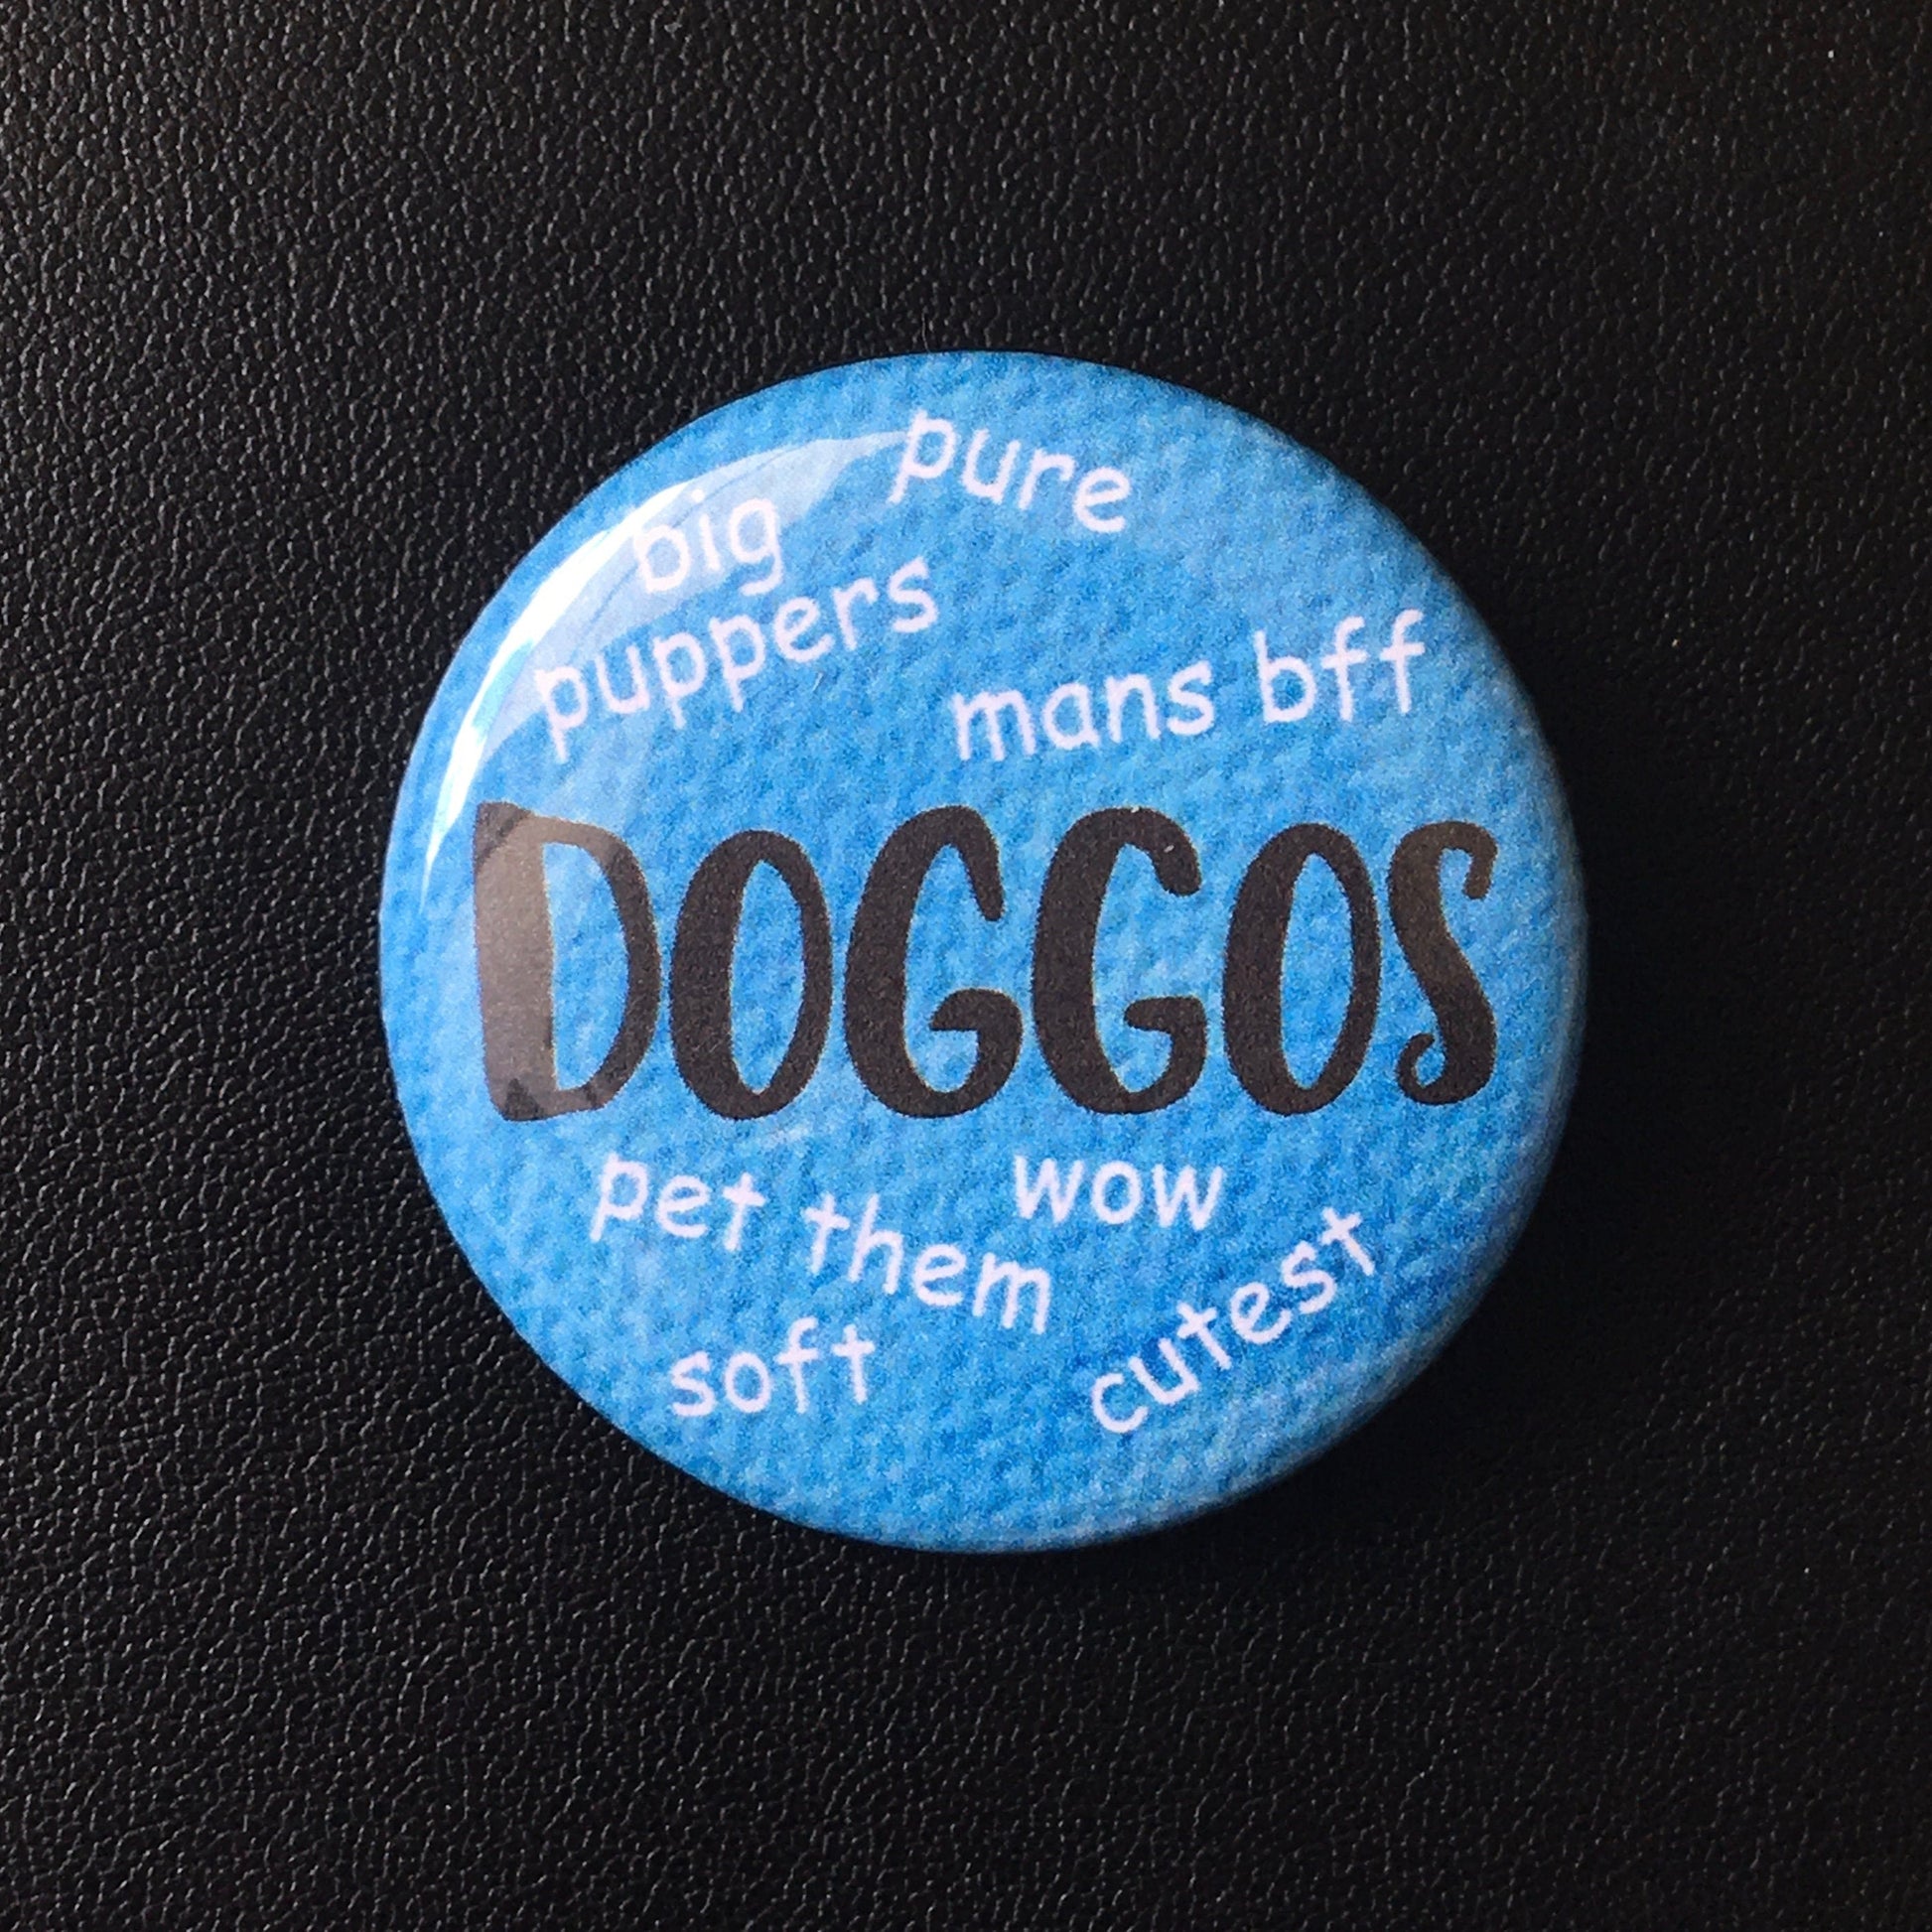 pure
big
puppers
mans bff
DOGGOS
pet them
wow
soft
cutest